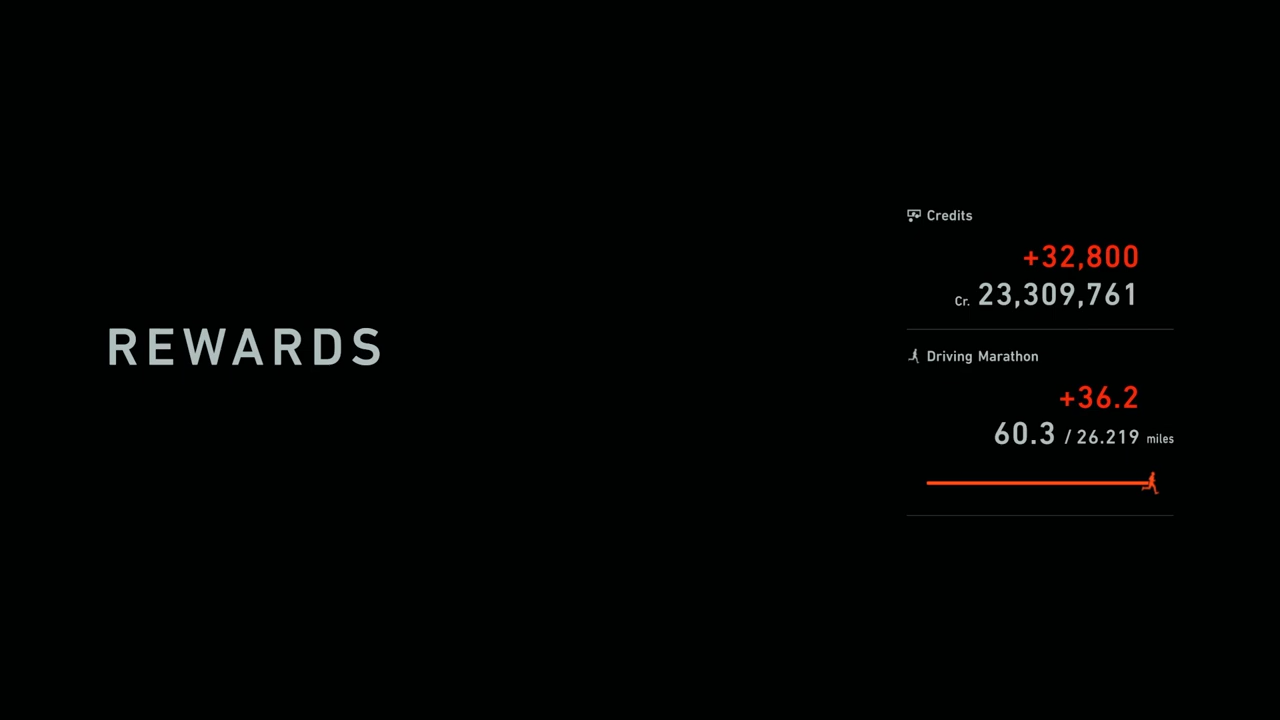 REWARDS
Credits
+32,800
Cr. 23,309,761
Driving Marathon
+36.2
60.3 / 26.219 miles